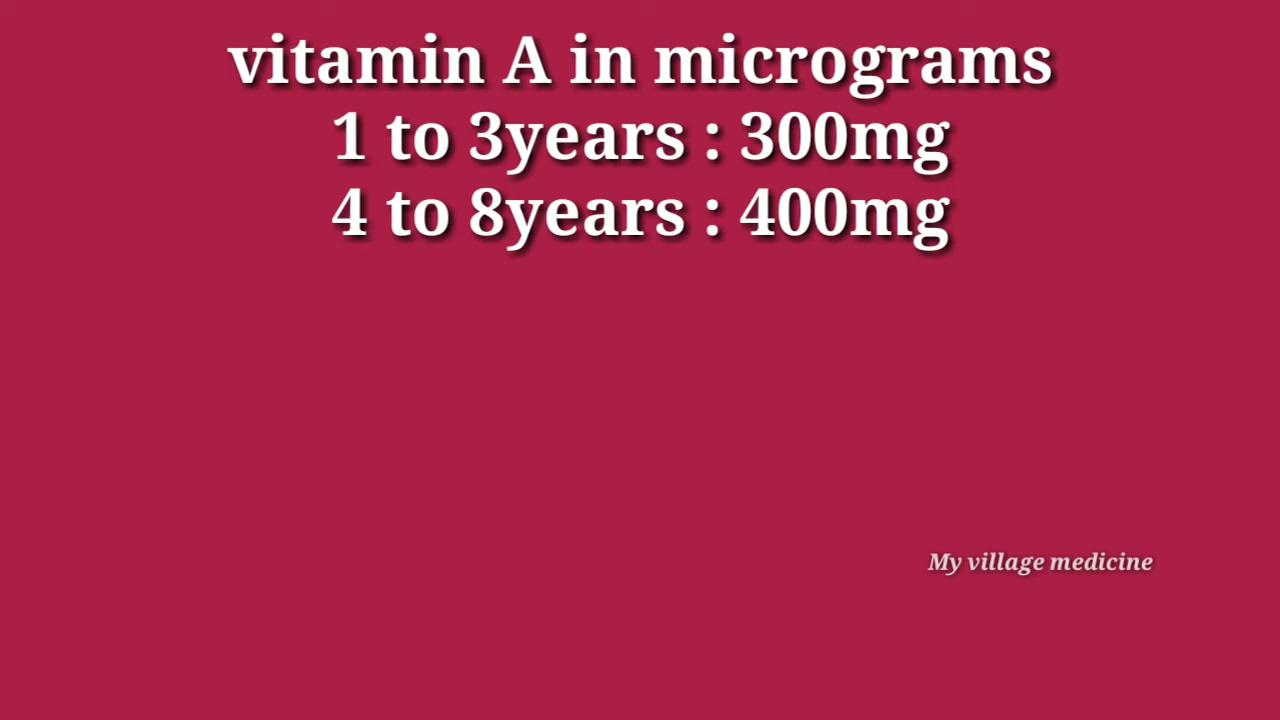 vitamin A in micrograms
1 to 3years : 300mg
4 to 8years : 400mg
My village medicine